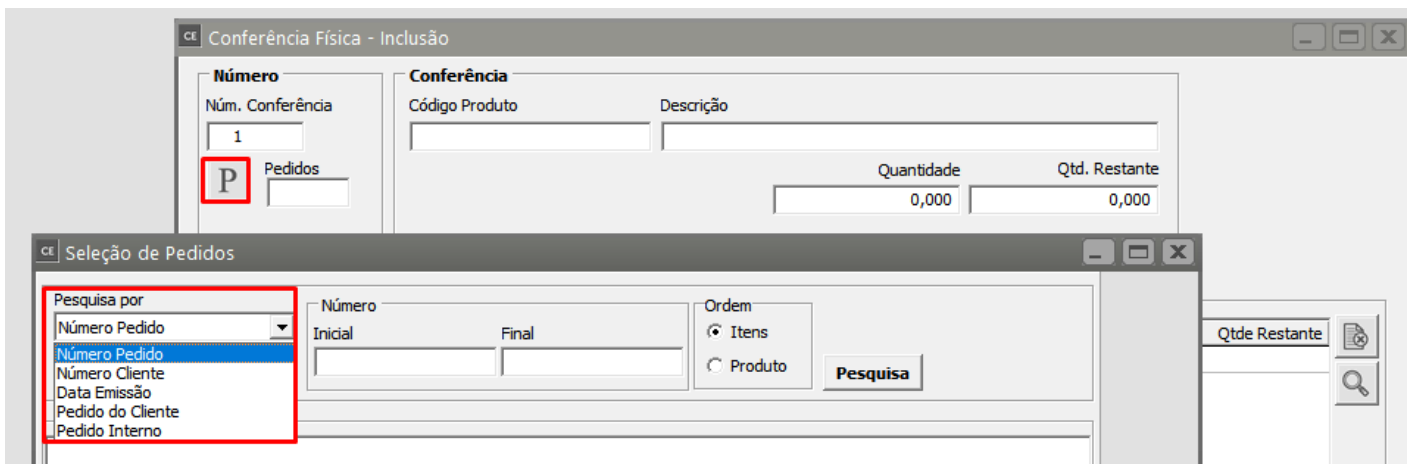 CE Conferência Física - Inclusão
Número
Núm. Conferência
1
P
Pedidos
Conferência
Código Produto
Descrição
Quantidade
Qtd. Restante
0,000
0,000
CE Seleção de Pedidos
Pesquisa por
Número Pedido
Número Pedido
Número Cliente
Data Emissão
Pedido do Cliente
Pedido Interno
Número
Inicial
Final
Ordem
Itens
Produto
Pesquisa
Qtde Restante